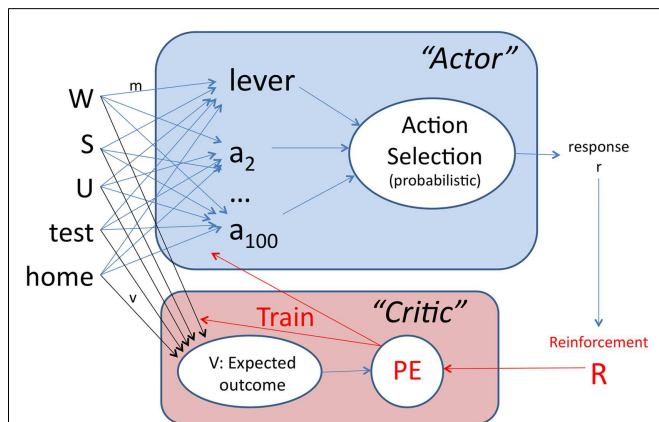 “Actor”
m
W
S
U
test
home
v
lever
a2
...
a100
Action
Selection
(probabilistic)
response
r
Reinforcement
R
“Critic”
Train
V: Expected
outcome
PE